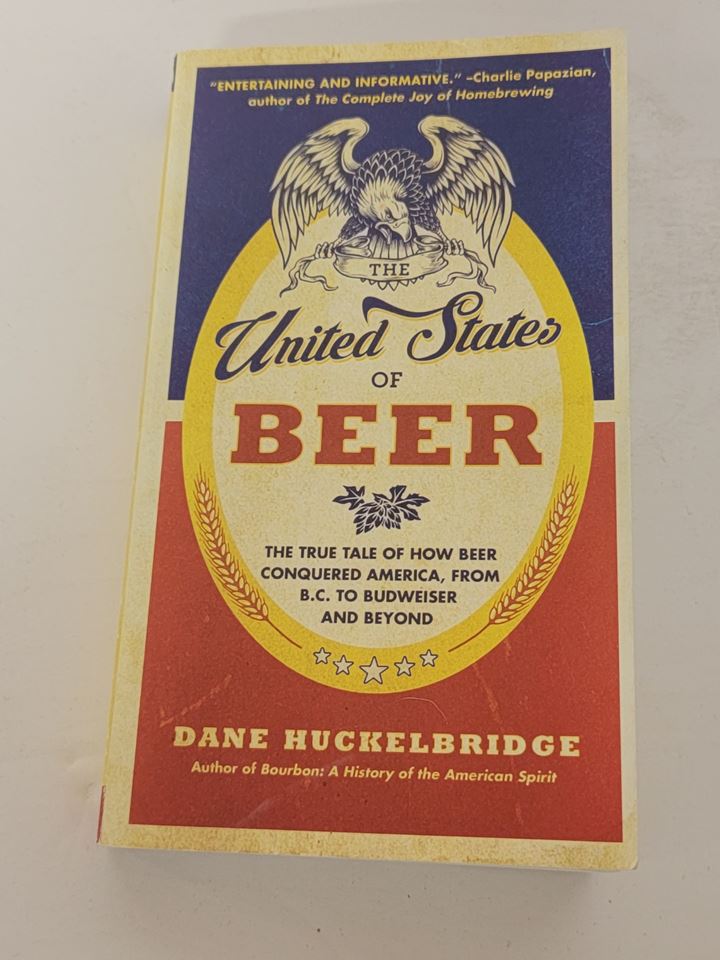 "ENTERTAINING AND INFORMATIVE." –Charlie Papazian,
author of The Complete Joy of Homebrewing
THE
United States
OF
BEER
THE TRUE TALE OF HOW BEER
CONQUERED AMERICA, FROM
B.C. TO BUDWEISER
AND BEYOND
DANE HUCKELBRIDGE
Author of Bourbon: A History of the American Spirit